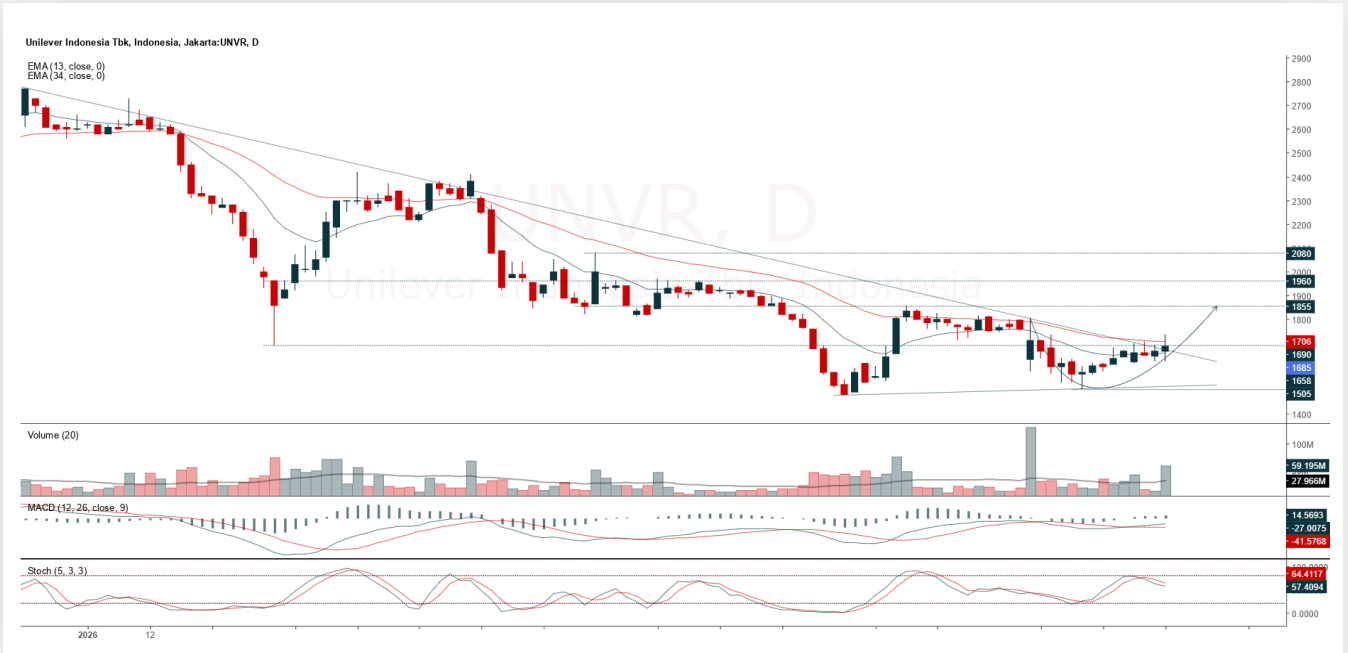 Unilever Indonesia Tbk, Indonesia, Jakarta:UNVR, D
EMA (13, close, 0)
EMA (34, close, 0)
UNVR, D
Unilever Indonesia Tbk, Indonesia
2900
2800
2700
2600
2500
2400
2300
2200
2080
2000
1960
1900
1855
1800
1706
1690
1685
1658
1505
1400
Volume (20)
100M
59.195M
27.966M
MACD (12, 26, close, 9)
14.5693
-27.0075
-41.5768
Stoch (5, 3, 3)
64.4117
57.4094
0.0000
2026 12